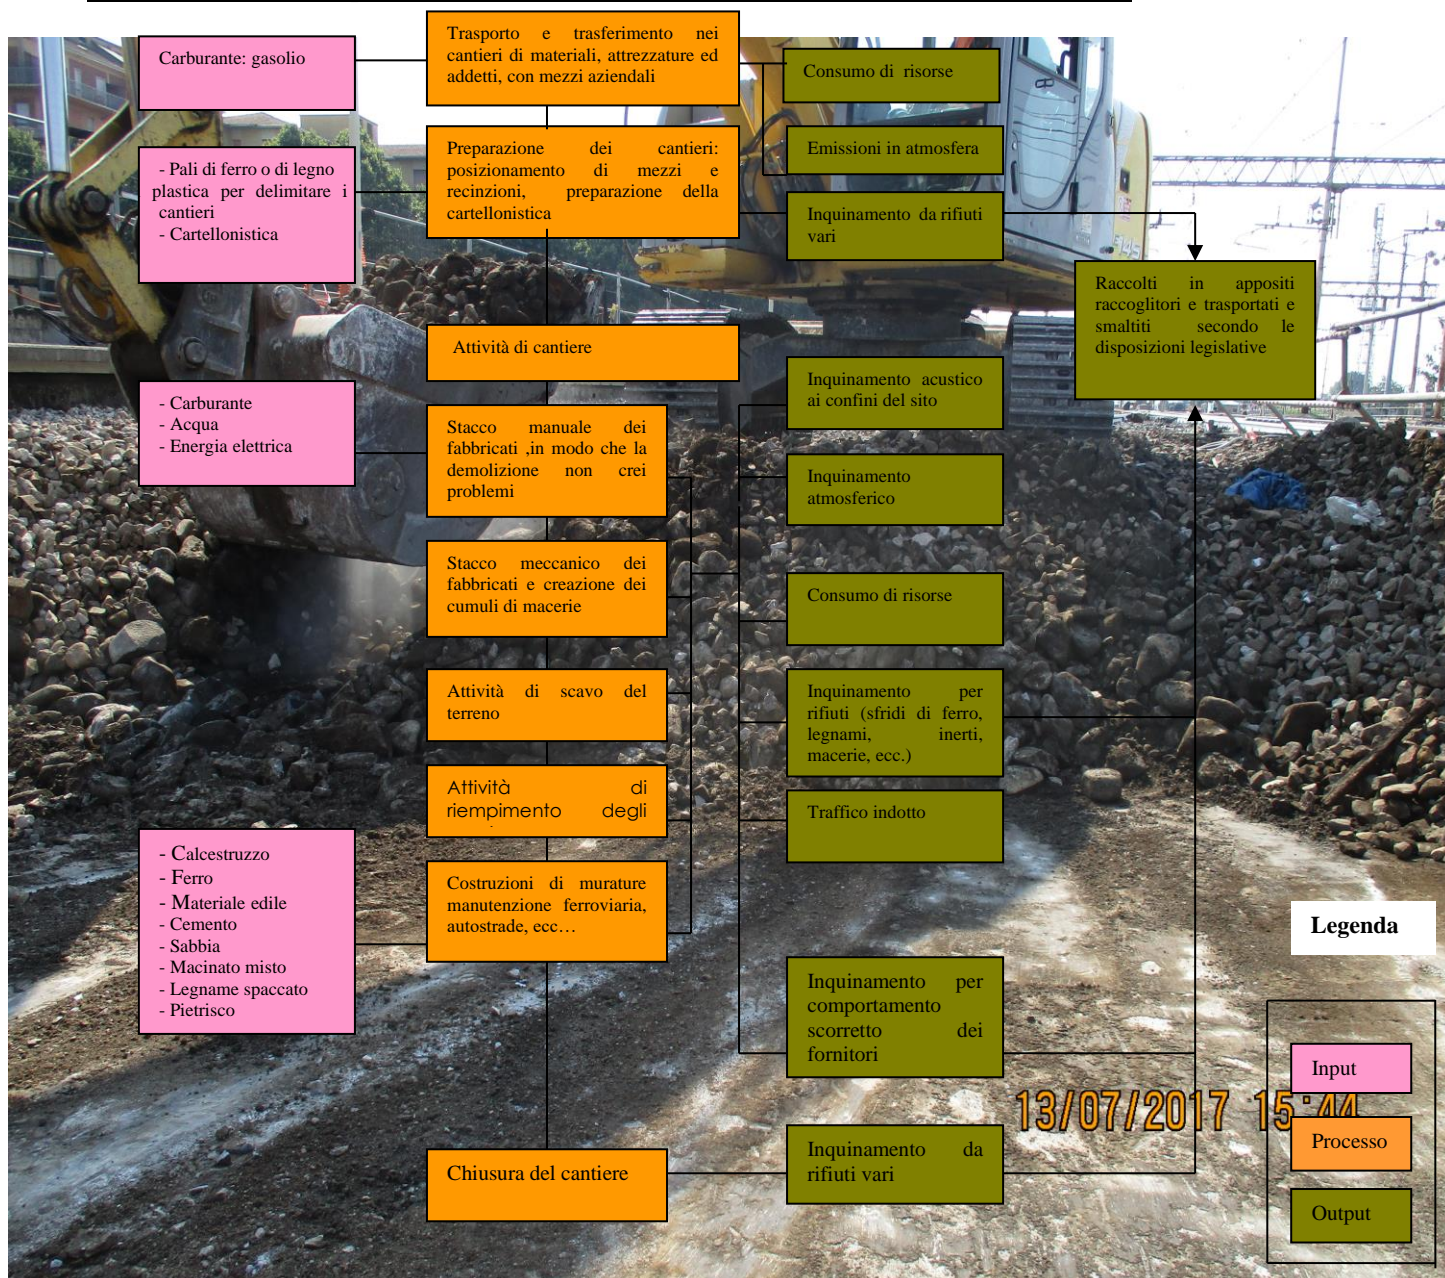 Carburante: gasolio
Trasporto e trasferimento nei
cantieri di materiali, attrezzature ed
addetti, con mezzi aziendali
Consumo di risorse
Emissioni in atmosfera
- Pali di ferro o di legno
plastica per delimitare i
cantieri
- Cartellonistica
Preparazione dei cantieri:
posizionamento di mezzi e
recinzioni, preparazione della
cartellonistica
Inquinamento da rifiuti
vari
Raccolti in appositi
raccoglitori e trasportati e
smaltiti secondo le
disposizioni legislative
Attività di cantiere
Inquinamento acustico
ai confini del sito
- Carburante
- Acqua
- Energia elettrica
Stacco manuale dei
fabbricati ,in modo che la
demolizione non crei
problemi
Inquinamento
atmosferico
Stacco meccanico dei
fabbricati e creazione dei
cumuli di macerie
Consumo di risorse
Attività di scavo del
terreno
Inquinamento per
rifiuti (sfridi di ferro,
legnami, inerti,
macerie, ecc.)
Attività di
riempimento degli
Traffico indotto
- Calcestruzzo
- Ferro
- Materiale edile
- Cemento
- Sabbia
- Macinato misto
- Legname spaccato
- Pietrisco
Costruzioni di murature
manutenzione ferroviaria,
autostrade, ecc…
Inquinamento per
comportamento
scorretto dei
fornitori
Chiusura del cantiere
Inquinamento da
rifiuti vari
13/07/2017 15:44
Legenda
Input
Processo
Output